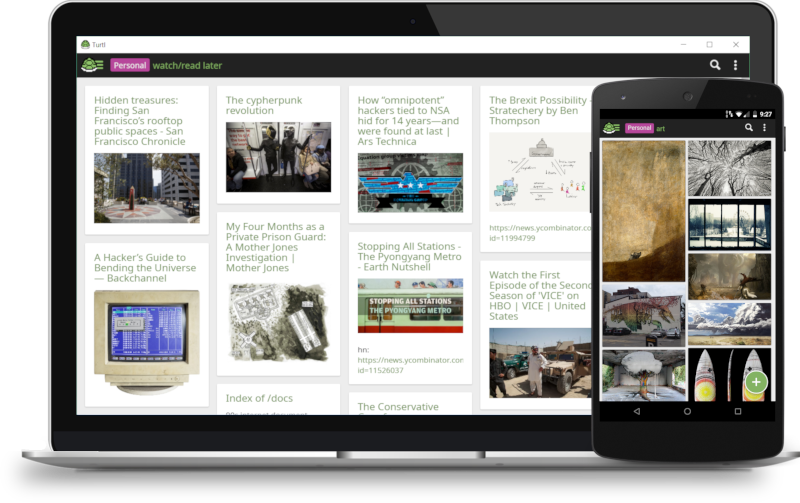 Turtl
Personal watch/read later
Hidden treasures:
Finding San
Francisco's rooftop
public spaces - San
Francisco Chronicle
A Hacker's Guide to
Bending the Universe
— Backchannel
The cypherpunk
revolution
My Four Months as a
Private Prison Guard:
A Mother Jones
Investigation |
Mother Jones
Index of /docs
How "omnipotent"
hackers tied to NSA
hid for 14 years—and
were found at last |
Ars Technica
Stopping All Stations -
The Pyongyang Metro
- Earth Nutshell
STOPPING ALL STATIONS
THE PYONGYANG METRO
hn:
https://news.ycombinator.com
id=11526037
The Conservative
The Brexit Possibility -
Stratechery by Ben
Thompson
https://news.ycombinator
id=11994799
Watch the First
Episode of the Second
Season of 'VICE' on
HBO | VICE | United
States
9:27
Personal art